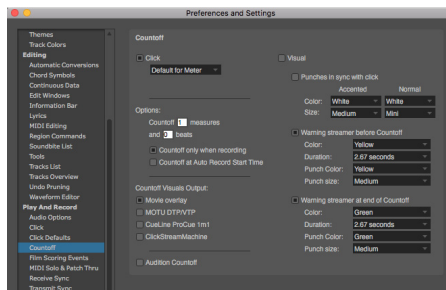 Preferences and Settings
Themes
Track Colors
Editing
Automatic Conversions
Chord Symbols
Continuous Data
Edit Windows
Information Bar
Lyrics
MIDI Editing
Region Commands
Soundbite List
Tools
Tracks List
Tracks Overview
Undo Pruning
Waveform Editor
Play And Record
Audio Options
Click
Click Defaults
Countoff
Film Scoring Events
MIDI Solo & Patch Thru
Receive Sync
Transmit Sync
Countoff
Click
Default for Meter
Options:
Countoff 1 measures
and 0 beats
Countoff only when recording
Countoff at Auto Record Start Time
Countoff Visuals Output:
Movie overlay
MOTU DTP/VTP
CueLine ProCue 1m1
ClickStreamMachine
Audition Countoff
Visual
Punches in sync with click
Accented Normal
Color: White White
Size: Medium Mini
Warning streamer before Countoff
Color: Yellow
Duration: 2.67 seconds
Punch Color: Yellow
Punch size: Medium
Warning streamer at end of Countoff
Color: Green
Duration: 2.67 seconds
Punch Color: Green
Punch size: Medium